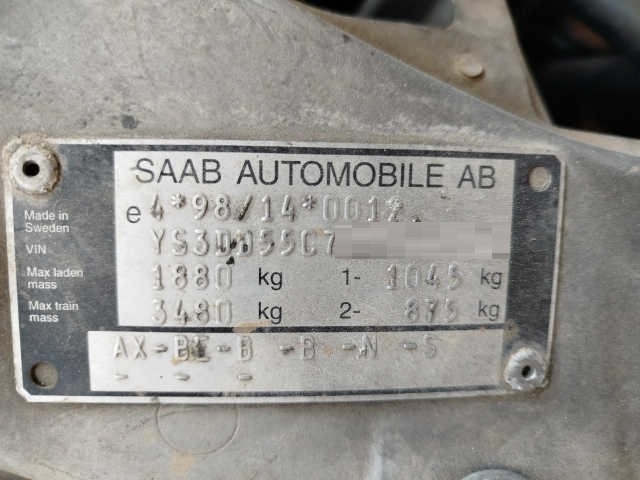 SAAB AUTOMOBILE AB
e 4*98/14*0012.
Made in
Sweden
VIN YS3DD55C7
Max laden
mass 1880 kg 1- 1045 kg
Max train
mass 3480 kg 2- 875 kg
AX-BE-B -B -N -S
- - -